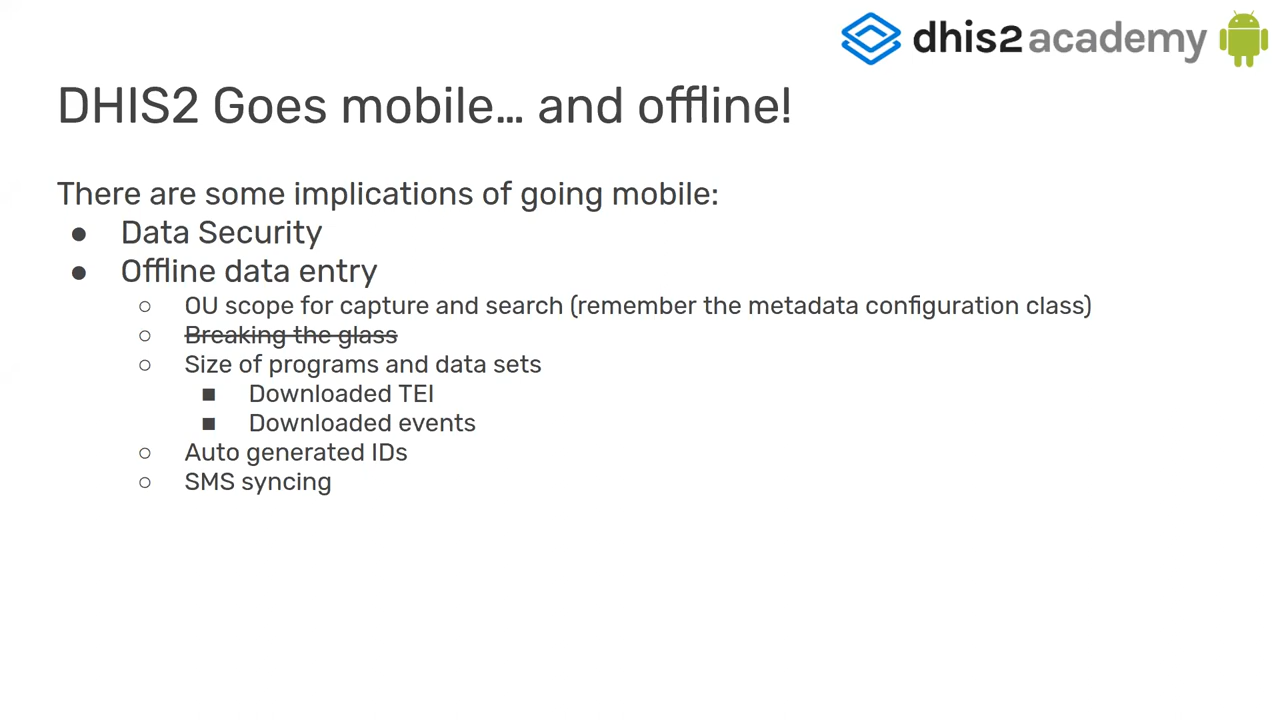 dhis2 academy
DHIS2 Goes mobile... and offline!
There are some implications of going mobile:
● Data Security
● Offline data entry
○ OU scope for capture and search (remember the metadata configuration class)
○ Breaking the glass
○ Size of programs and data sets
■ Downloaded TEI
■ Downloaded events
○ Auto generated IDs
○ SMS syncing